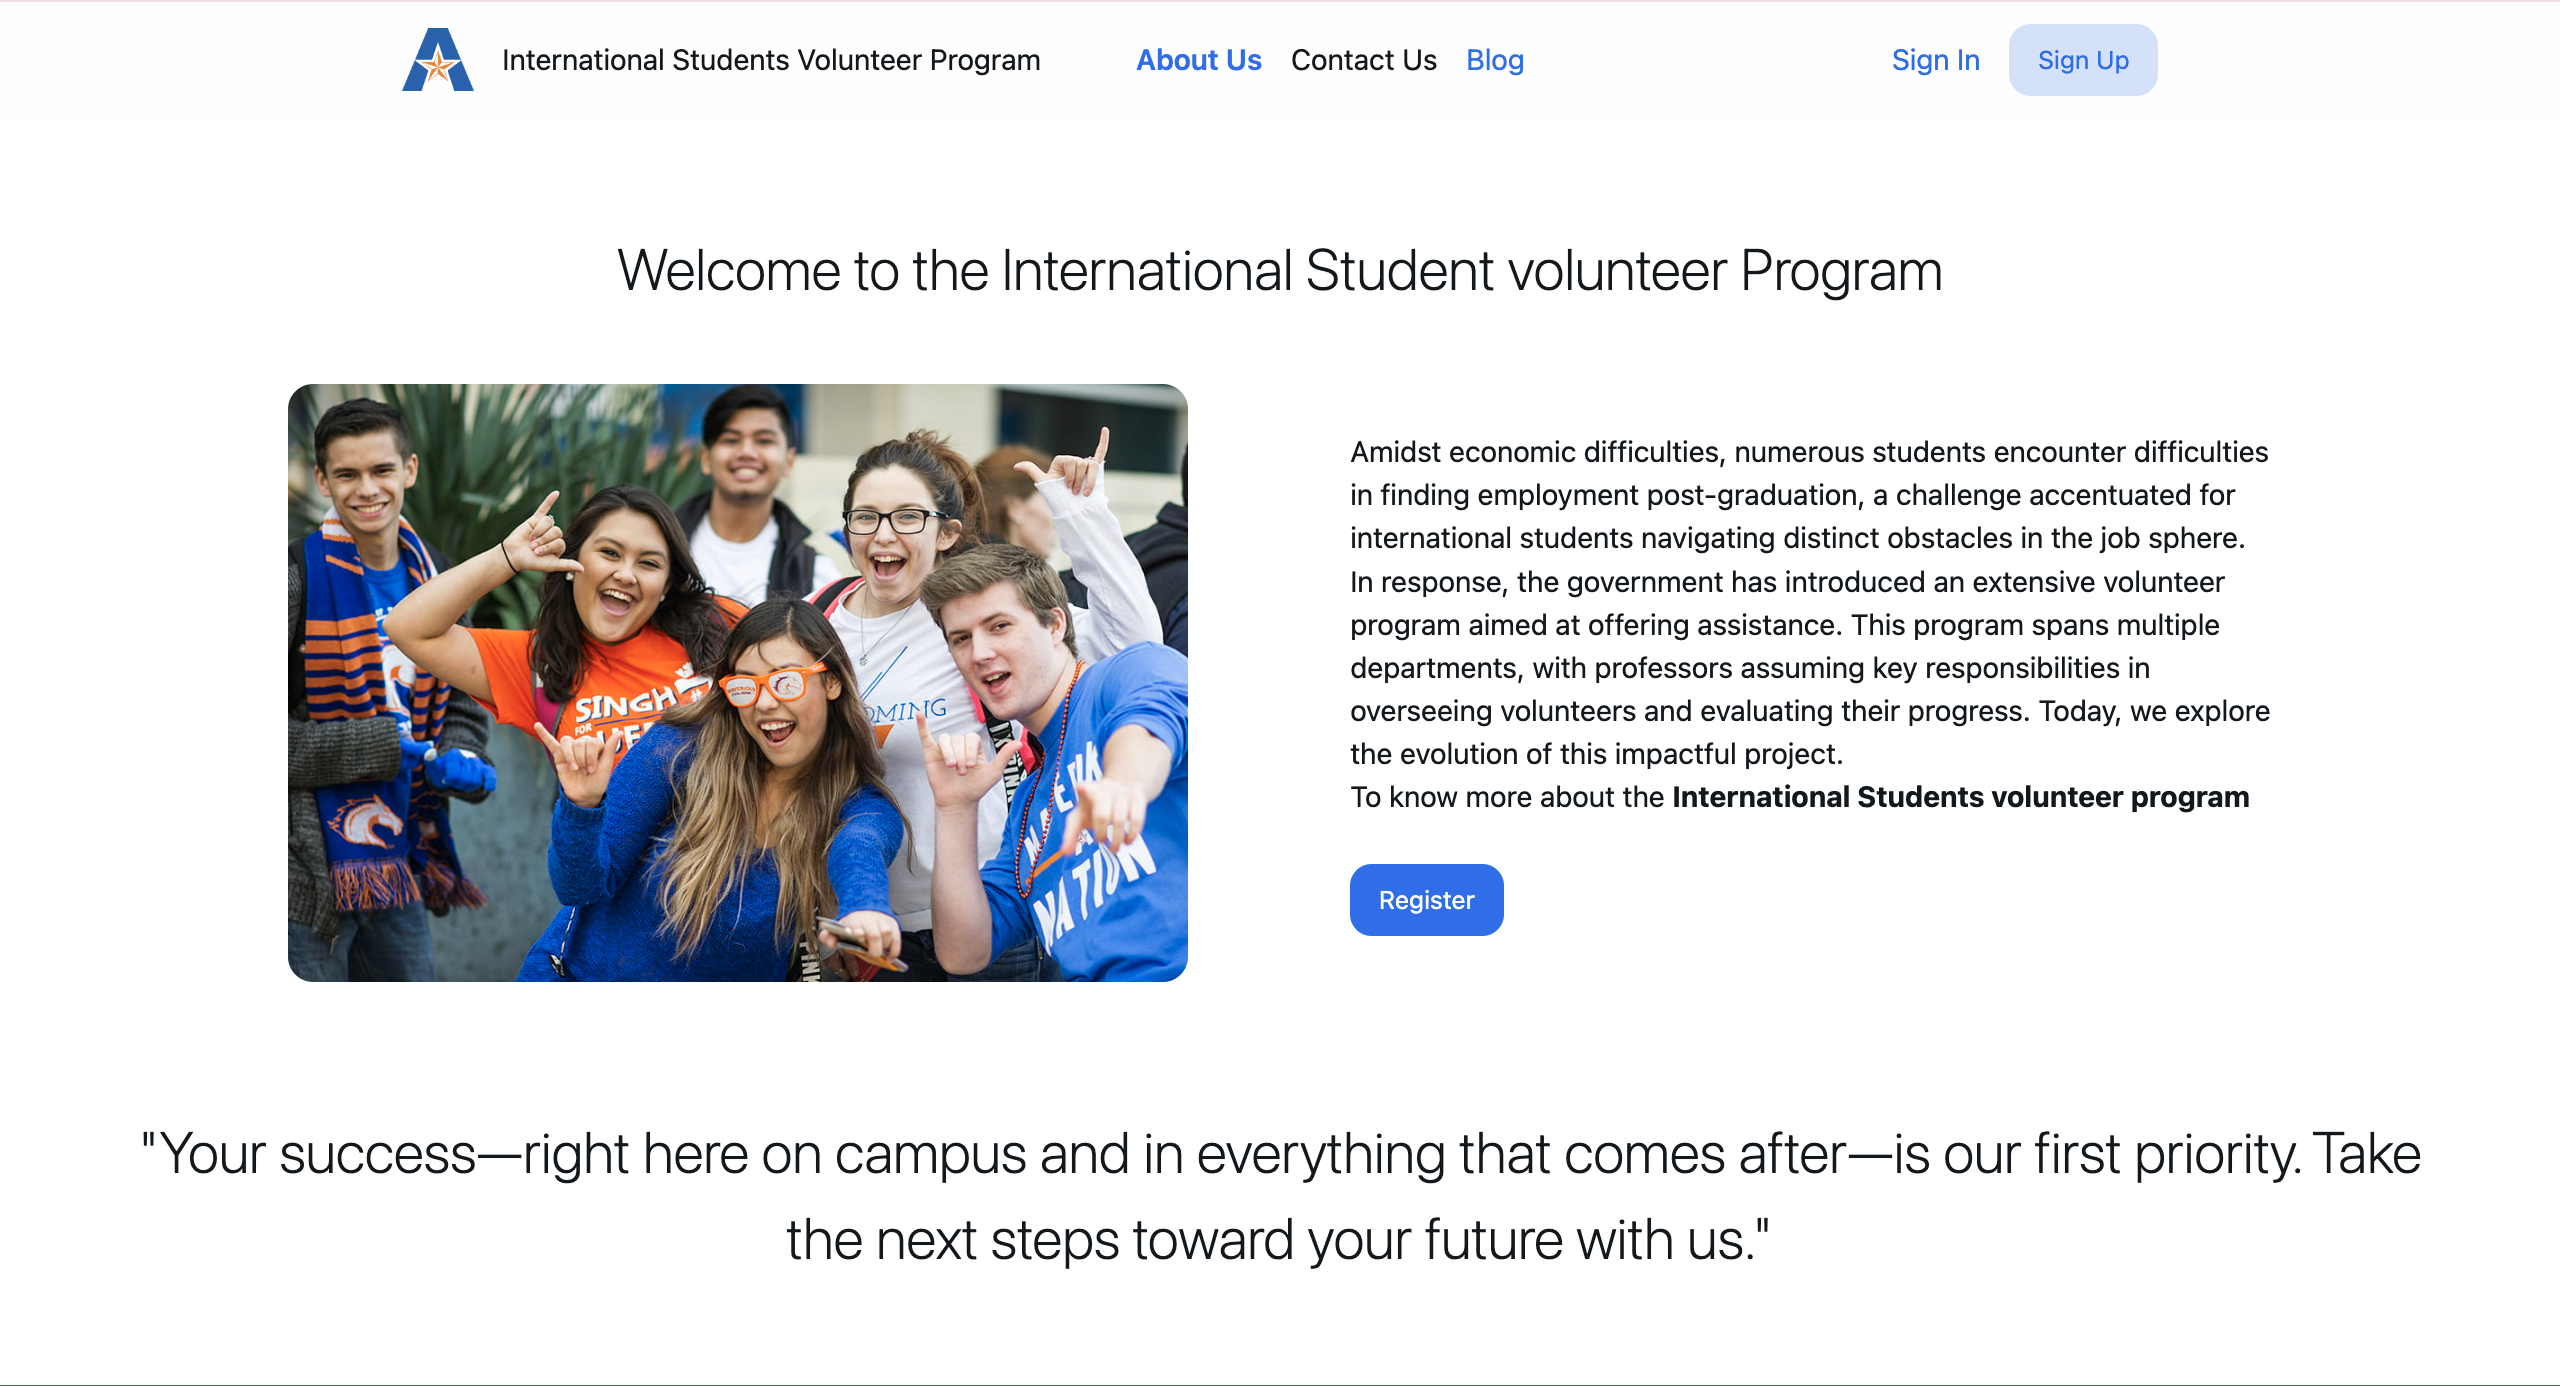 International Students Volunteer Program
About Us
Contact Us
Blog
Sign In
Sign Up
Welcome to the International Student volunteer Program
Amidst economic difficulties, numerous students encounter difficulties
in finding employment post-graduation, a challenge accentuated for
international students navigating distinct obstacles in the job sphere.
In response, the government has introduced an extensive volunteer
program aimed at offering assistance. This program spans multiple
departments, with professors assuming key responsibilities in
overseeing volunteers and evaluating their progress. Today, we explore
the evolution of this impactful project.
To know more about the International Students volunteer program
Register
SINGH
FOR
NATION
"Your success—right here on campus and in everything that comes after—is our first priority. Take
the next steps toward your future with us."